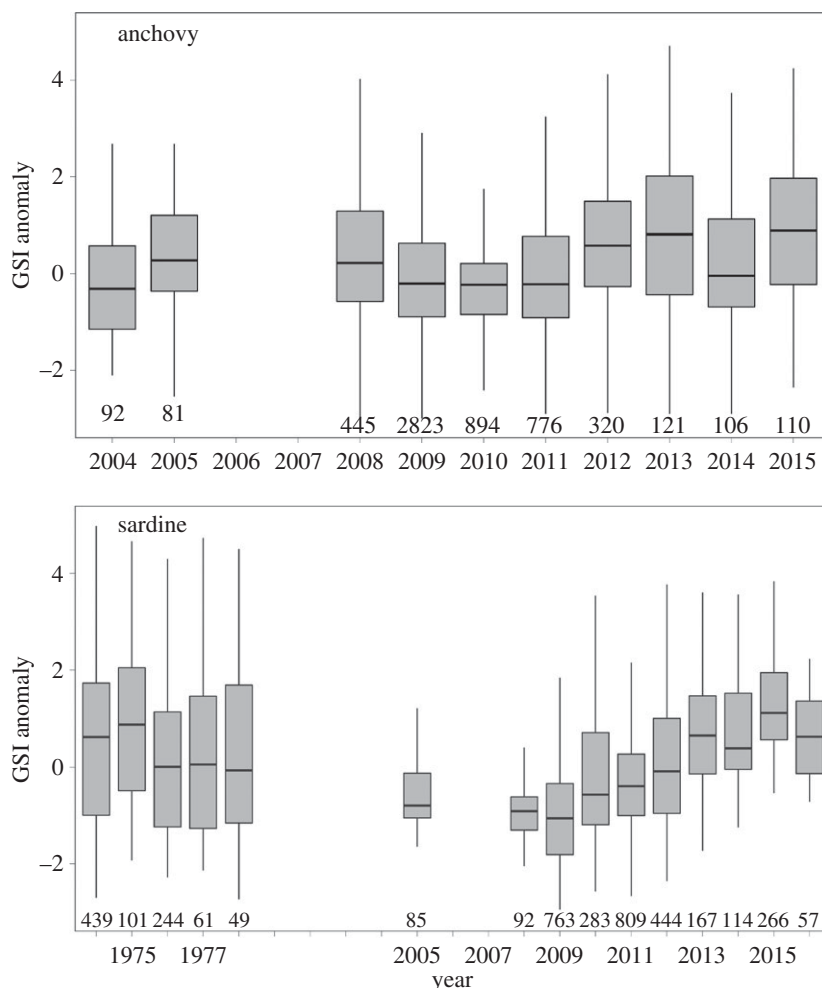 anchovy
4
2
0
−2
GSI anomaly
92 81 445 2823 894 776 320 121 106 110
2004 2005 2006 2007 2008 2009 2010 2011 2012 2013 2014 2015
sardine
4
2
0
−2
GSI anomaly
439 101 244 61 49 85 92 763 283 809 444 167 114 266 57
1975 1977 2005 2007 2009 2011 2013 2015
year